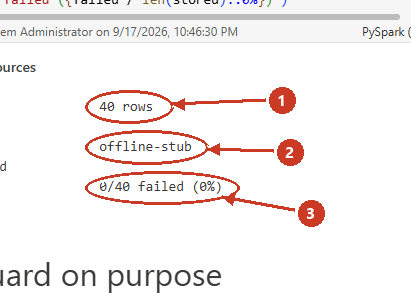 failed ({failed / len(stored):.0%})")
em Administrator on 9/17/2026, 10:46:30 PM PySpark (
ources
40 rows 1
offline-stub 2
d
0/40 failed (0%) 3
uard on purpose